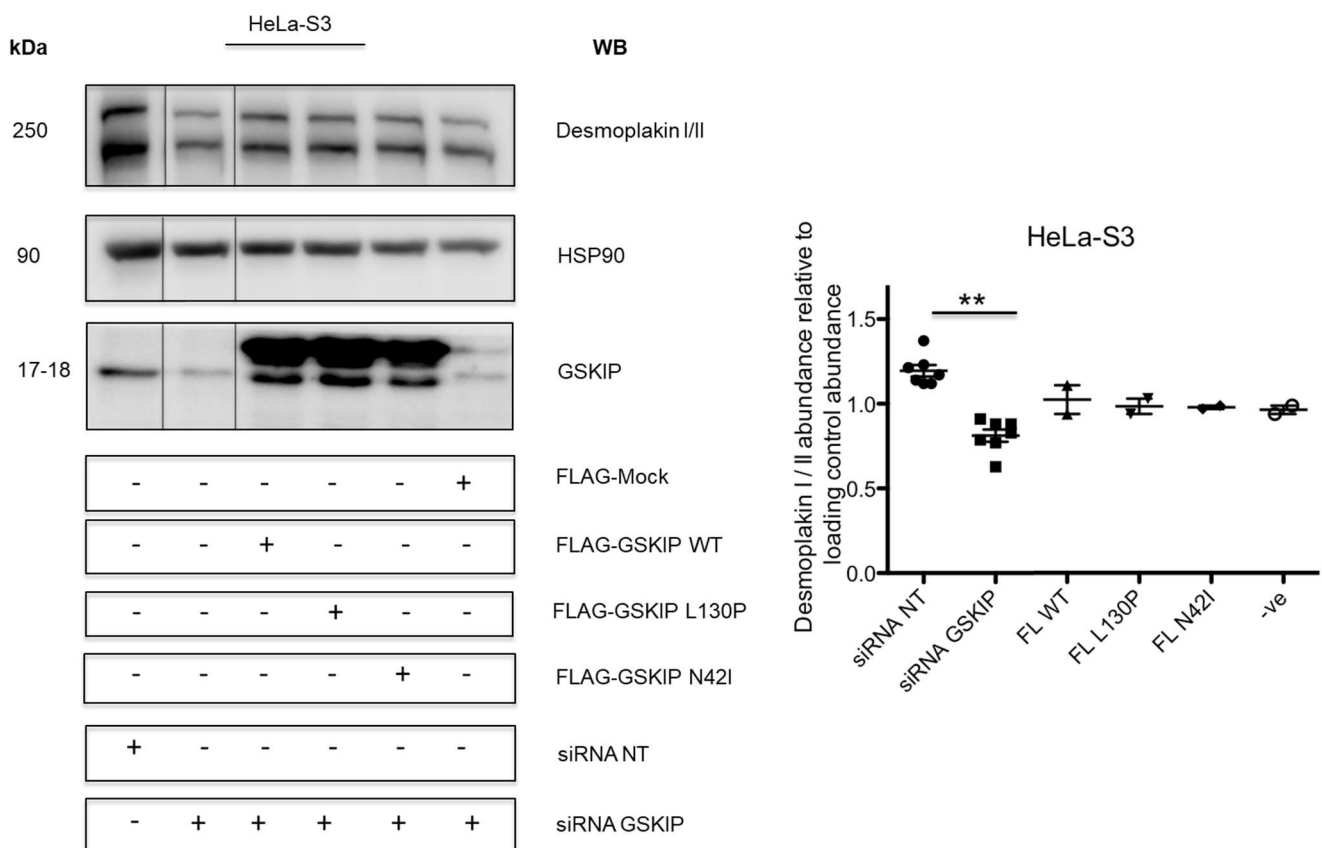 HeLa-S3
kDa
WB
250
Desmoplakin I/II
90
HSP90
17-18
GSKIP
- - - - - + FLAG-Mock
- - + - - - FLAG-GSKIP WT
- - - + - - FLAG-GSKIP L130P
- - - - + - FLAG-GSKIP N42I
+ - - - - - siRNA NT
- + + + + + siRNA GSKIP
HeLa-S3
Desmoplakin I / II abundance relative to
loading control abundance
**
1.5
1.0
0.5
0.0
siRNA NT
siRNA GSKIP
FL WT
FL L130P
FL N42I
-ve